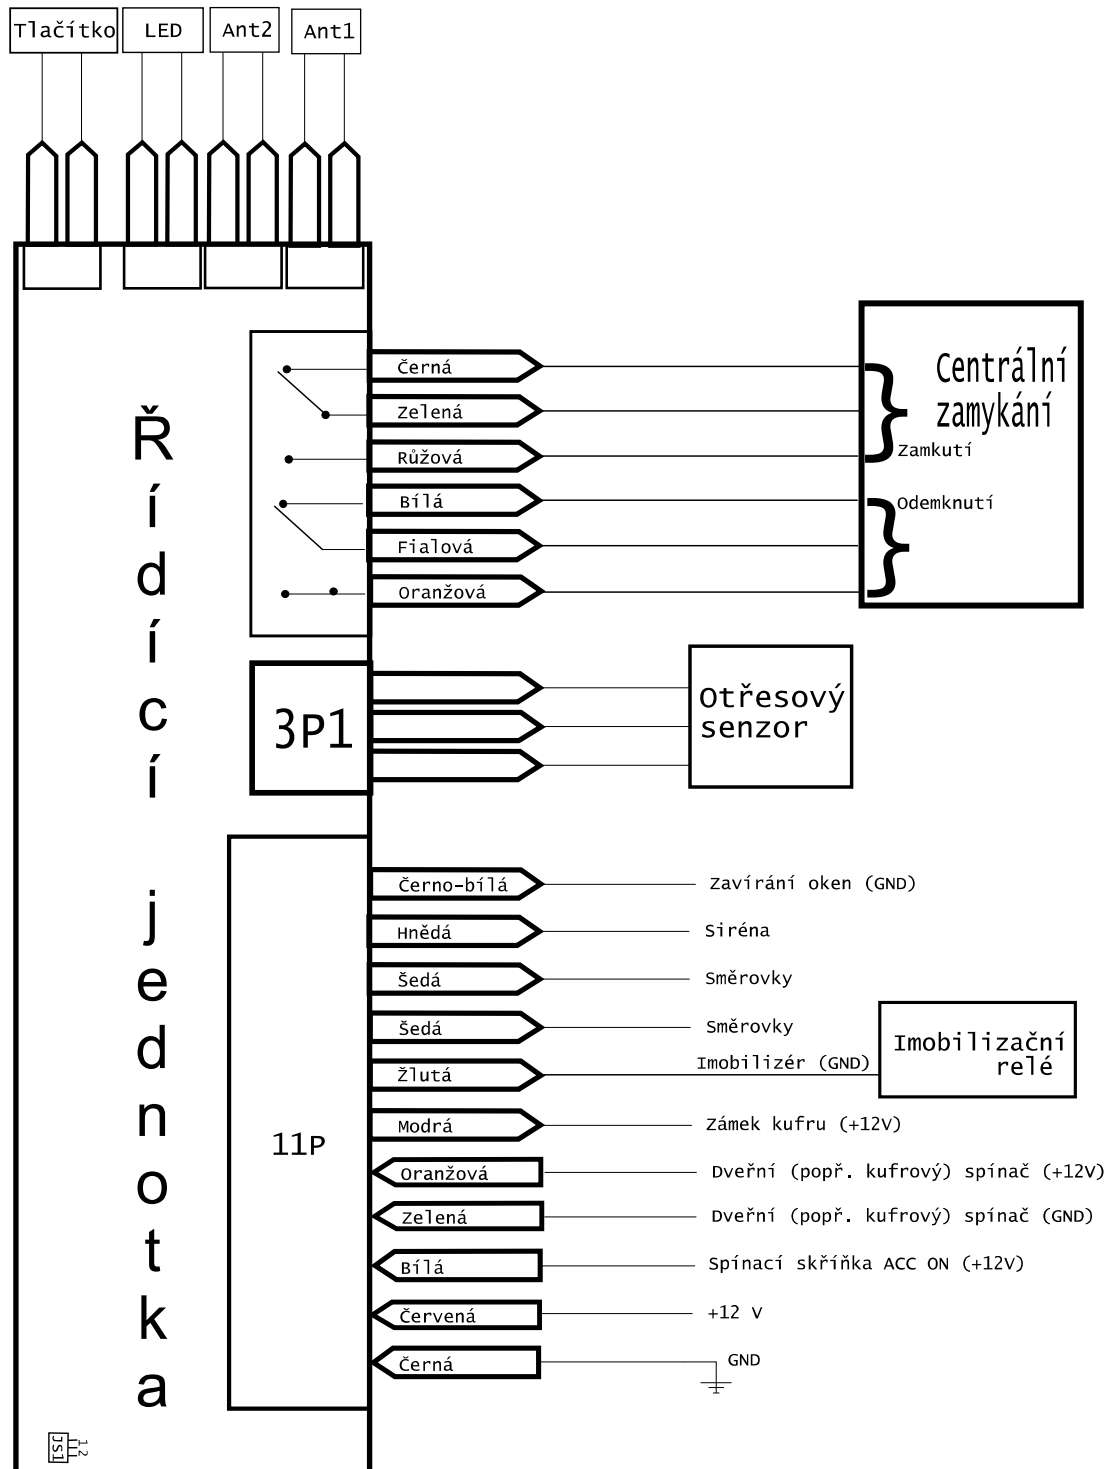 Tlačítko
LED
Ant2
Ant1
Řídící jednotka
Černá
Zelená
Růžová
Bílá
Fialová
Oranžová
Centrální
zamykání
Zamkutí
Odemknutí
3P1
Otřesový
senzor
11P
Černo-bílá
Zavírání oken (GND)
Hnědá
Siréna
Šedá
Směrovky
Šedá
Směrovky
Žlutá
Imobilizér (GND)
Imobilizační
relé
Modrá
Zámek kufru (+12V)
Oranžová
Dveřní (popř. kufrový) spínač (+12V)
Zelená
Dveřní (popř. kufrový) spínač (GND)
Bílá
Spínací skříňka ACC ON (+12V)
Červená
+12 V
Černá
GND
JS1
1 2